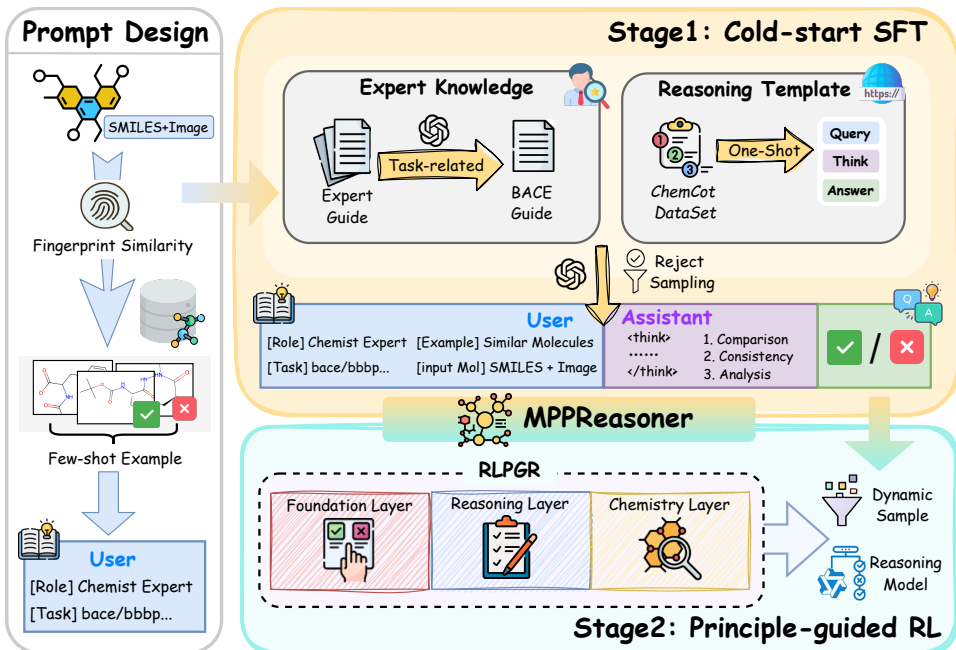 Prompt Design
SMILES+Image
Fingerprint Similarity
Few-shot Example
User
[Role] Chemist Expert
[Task] bace/bbbp...
Stage1: Cold-start SFT
Expert Knowledge
Task-related
Expert
Guide
BACE
Guide
Reasoning Template
https://
1
2
3
One-Shot
ChemCot
DataSet
Query
Think
Answer
Reject
Sampling
User
[Role] Chemist Expert [Example] Similar Molecules
[Task] bace/bbbp... [input Mol] SMILES + Image
Assistant
<think> 1. Comparison
...... 2. Consistency
</think> 3. Analysis
Q
A
/
MPPReasoner
RLPGR
Foundation Layer
Reasoning Layer
Chemistry Layer
Dynamic
Sample
Reasoning
Model
Stage2: Principle-guided RL